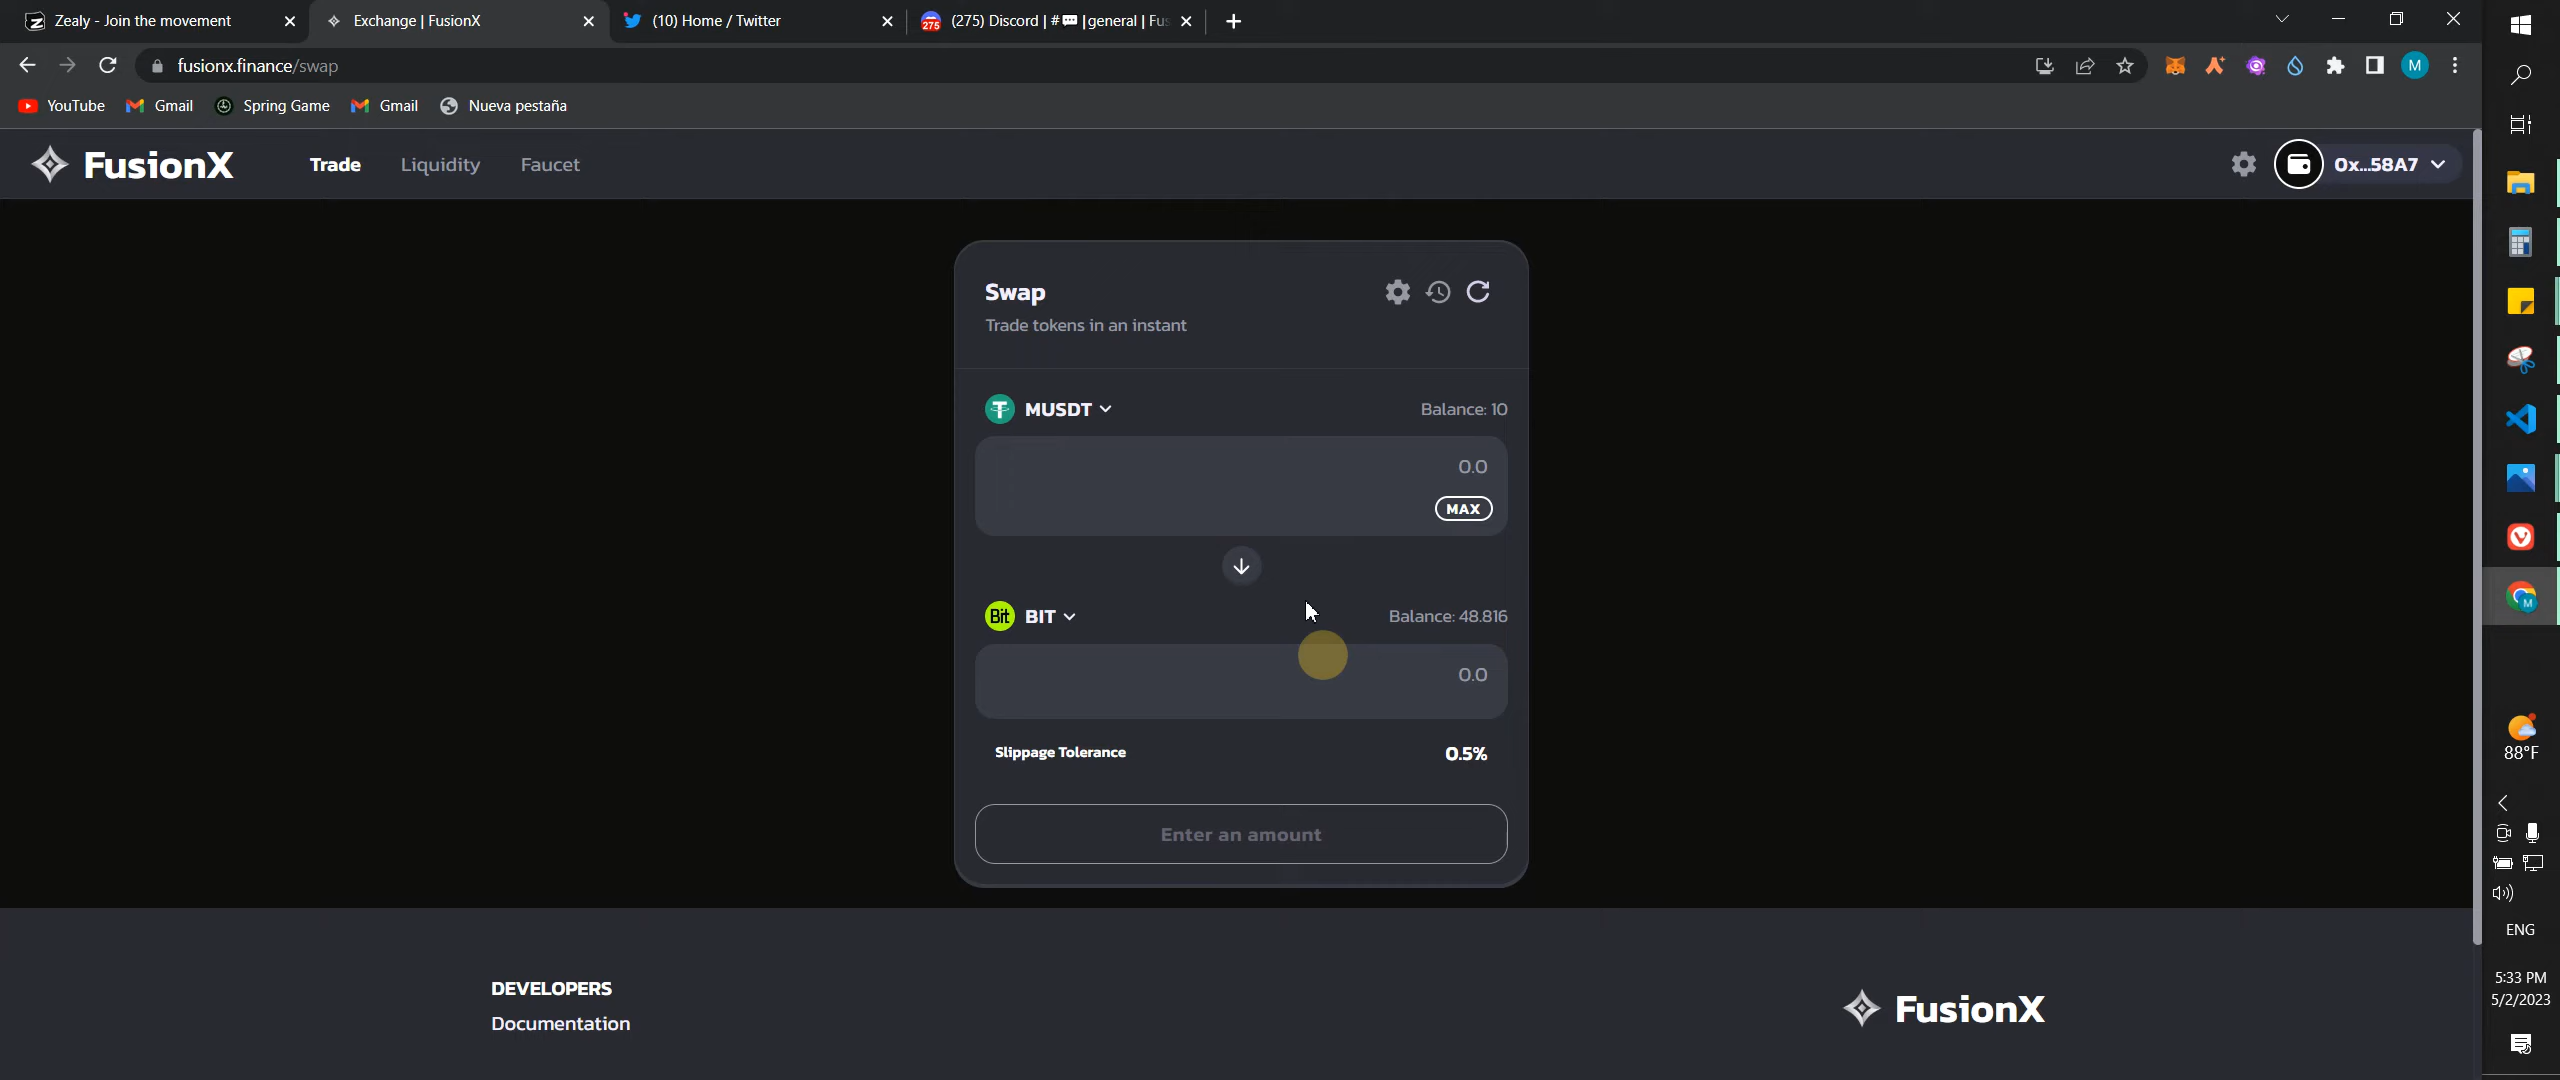 Zealy - Join the movement
Exchange | FusionX
(10) Home / Twitter
(275) Discord | #💬 | general | Fus
fusionx.finance/swap
M
YouTube
Gmail
Spring Game
Gmail
Nueva pestaña
FusionX
Trade
Liquidity
Faucet
0x...58A7
Swap
Trade tokens in an instant
MUSDT
Balance: 10
0.0
MAX
Bit
BIT
Balance: 48.816
0.0
Slippage Tolerance
0.5%
Enter an amount
DEVELOPERS
Documentation
FusionX
88°F
ENG
5:33 PM
5/2/2023